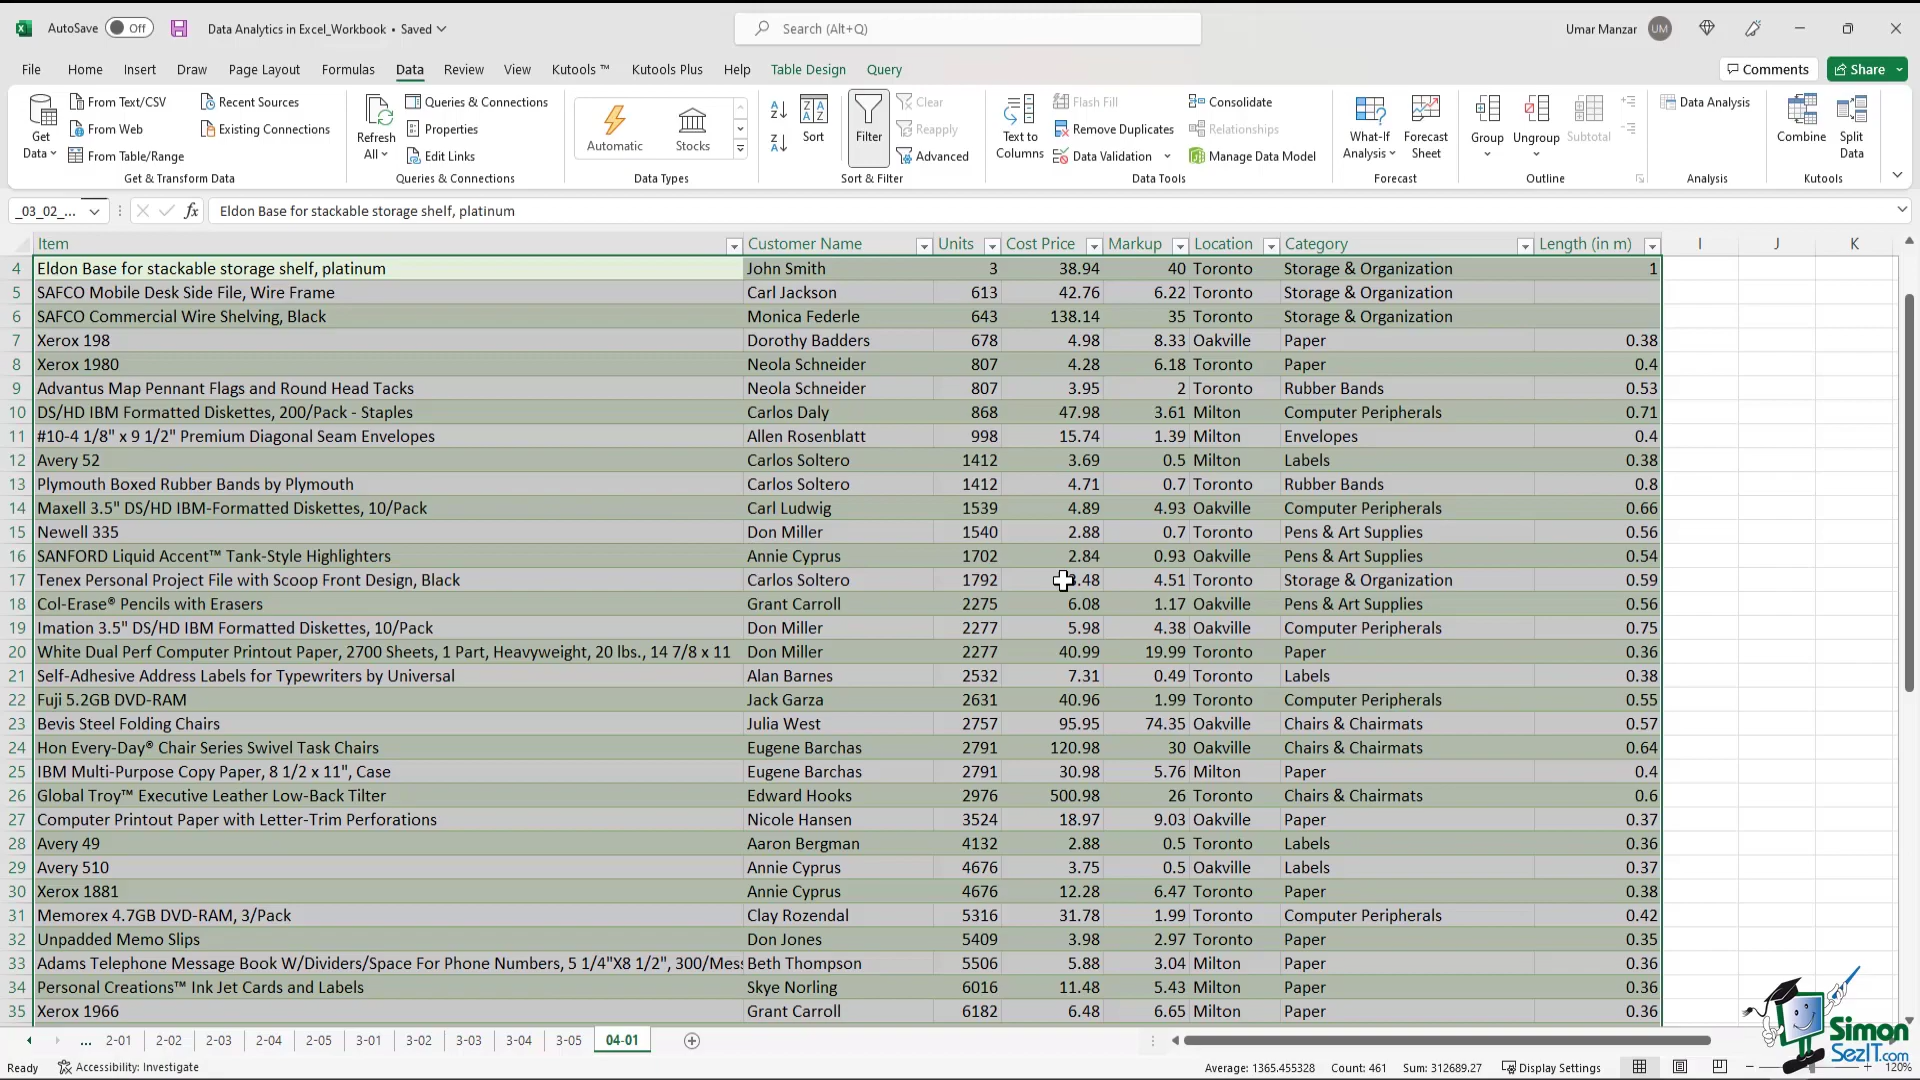 AutoSave Off Data Analytics in Excel_Workbook • Saved Search (Alt+Q) Umar Manzar UM
File Home Insert Draw Page Layout Formulas Data Review View Kutools ™ Kutools Plus Help Table Design Query Comments Share
Get Data From Text/CSV From Web From Table/Range Recent Sources Existing Connections
Get & Transform Data
Refresh All Queries & Connections Properties Edit Links
Queries & Connections
Automatic Stocks
Data Types
Sort Filter Clear Reapply Advanced
Sort & Filter
Text to Columns Flash Fill Remove Duplicates Data Validation Consolidate Relationships Manage Data Model
Data Tools
What-If Analysis Forecast Sheet
Forecast
Group Ungroup Subtotal
Outline
Data Analysis
Analysis
Combine Split Data
Kutools
_03_02_... fx Eldon Base for stackable storage shelf, platinum
Item Customer Name Units Cost Price Markup Location Category Length (in m) I J K
4 Eldon Base for stackable storage shelf, platinum John Smith 3 38.94 40 Toronto Storage & Organization 1
5 SAFCO Mobile Desk Side File, Wire Frame Carl Jackson 613 42.76 6.22 Toronto Storage & Organization
6 SAFCO Commercial Wire Shelving, Black Monica Federle 643 138.14 35 Toronto Storage & Organization
7 Xerox 198 Dorothy Badders 678 4.98 8.33 Oakville Paper 0.38
8 Xerox 1980 Neola Schneider 807 4.28 6.18 Toronto Paper 0.4
9 Advantus Map Pennant Flags and Round Head Tacks Neola Schneider 807 3.95 2 Toronto Rubber Bands 0.53
10 DS/HD IBM Formatted Diskettes, 200/Pack - Staples Carlos Daly 868 47.98 3.61 Milton Computer Peripherals 0.71
11 #10-4 1/8" x 9 1/2" Premium Diagonal Seam Envelopes Allen Rosenblatt 998 15.74 1.39 Milton Envelopes 0.4
12 Avery 52 Carlos Soltero 1412 3.69 0.5 Milton Labels 0.38
13 Plymouth Boxed Rubber Bands by Plymouth Carlos Soltero 1412 4.71 0.7 Toronto Rubber Bands 0.8
14 Maxell 3.5" DS/HD IBM-Formatted Diskettes, 10/Pack Carl Ludwig 1539 4.89 4.93 Oakville Computer Peripherals 0.66
15 Newell 335 Don Miller 1540 2.88 0.7 Toronto Pens & Art Supplies 0.56
16 SANFORD Liquid Accent™ Tank-Style Highlighters Annie Cyprus 1702 2.84 0.93 Oakville Pens & Art Supplies 0.54
17 Tenex Personal Project File with Scoop Front Design, Black Carlos Soltero 1792 .48 4.51 Toronto Storage & Organization 0.59
18 Col-Erase® Pencils with Erasers Grant Carroll 2275 6.08 1.17 Oakville Pens & Art Supplies 0.56
19 Imation 3.5" DS/HD IBM Formatted Diskettes, 10/Pack Don Miller 2277 5.98 4.38 Oakville Computer Peripherals 0.75
20 White Dual Perf Computer Printout Paper, 2700 Sheets, 1 Part, Heavyweight, 20 lbs., 14 7/8 x 11 Don Miller 2277 40.99 19.99 Toronto Paper 0.36
21 Self-Adhesive Address Labels for Typewriters by Universal Alan Barnes 2532 7.31 0.49 Toronto Labels 0.38
22 Fuji 5.2GB DVD-RAM Jack Garza 2631 40.96 1.99 Toronto Computer Peripherals 0.55
23 Bevis Steel Folding Chairs Julia West 2757 95.95 74.35 Oakville Chairs & Chairmats 0.57
24 Hon Every-Day® Chair Series Swivel Task Chairs Eugene Barchas 2791 120.98 30 Oakville Chairs & Chairmats 0.64
25 IBM Multi-Purpose Copy Paper, 8 1/2 x 11", Case Eugene Barchas 2791 30.98 5.76 Milton Paper 0.4
26 Global Troy™ Executive Leather Low-Back Tilter Edward Hooks 2976 500.98 26 Toronto Chairs & Chairmats 0.6
27 Computer Printout Paper with Letter-Trim Perforations Nicole Hansen 3524 18.97 9.03 Oakville Paper 0.37
28 Avery 49 Aaron Bergman 4132 2.88 0.5 Toronto Labels 0.36
29 Avery 510 Annie Cyprus 4676 3.75 0.5 Oakville Labels 0.37
30 Xerox 1881 Annie Cyprus 4676 12.28 6.47 Toronto Paper 0.38
31 Memorex 4.7GB DVD-RAM, 3/Pack Clay Rozendal 5316 31.78 1.99 Toronto Computer Peripherals 0.42
32 Unpadded Memo Slips Don Jones 5409 3.98 2.97 Toronto Paper 0.35
33 Adams Telephone Message Book W/Dividers/Space For Phone Numbers, 5 1/4"X8 1/2", 300/Mess Beth Thompson 5506 5.88 3.04 Milton Paper 0.36
34 Personal Creations™ Ink Jet Cards and Labels Skye Norling 6016 11.48 5.43 Milton Paper 0.36
35 Xerox 1966 Grant Carroll 6182 6.48 6.65 Milton Paper 0.36
... 2-01 2-02 2-03 2-04 2-05 3-01 3-02 3-03 3-04 3-05 04-01
Simon SezIT.com
Ready Accessibility: Investigate Average: 1365.455328 Count: 461 Sum: 312689.27 Display Settings 120%